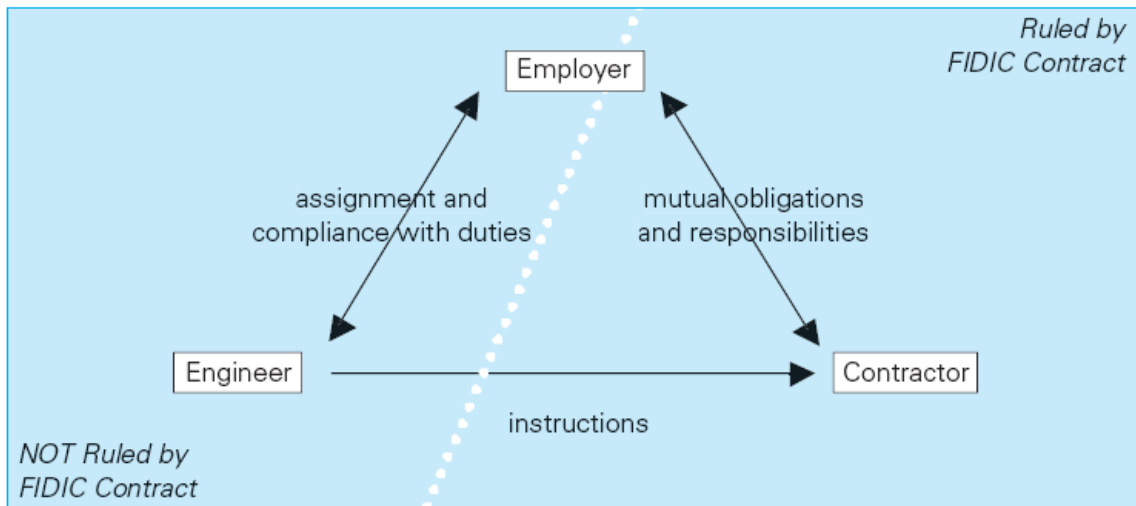 Ruled by
FIDIC Contract
Employer
assignment and
compliance with duties
mutual obligations
and responsibilities
Engineer
Contractor
instructions
NOT Ruled by
FIDIC Contract